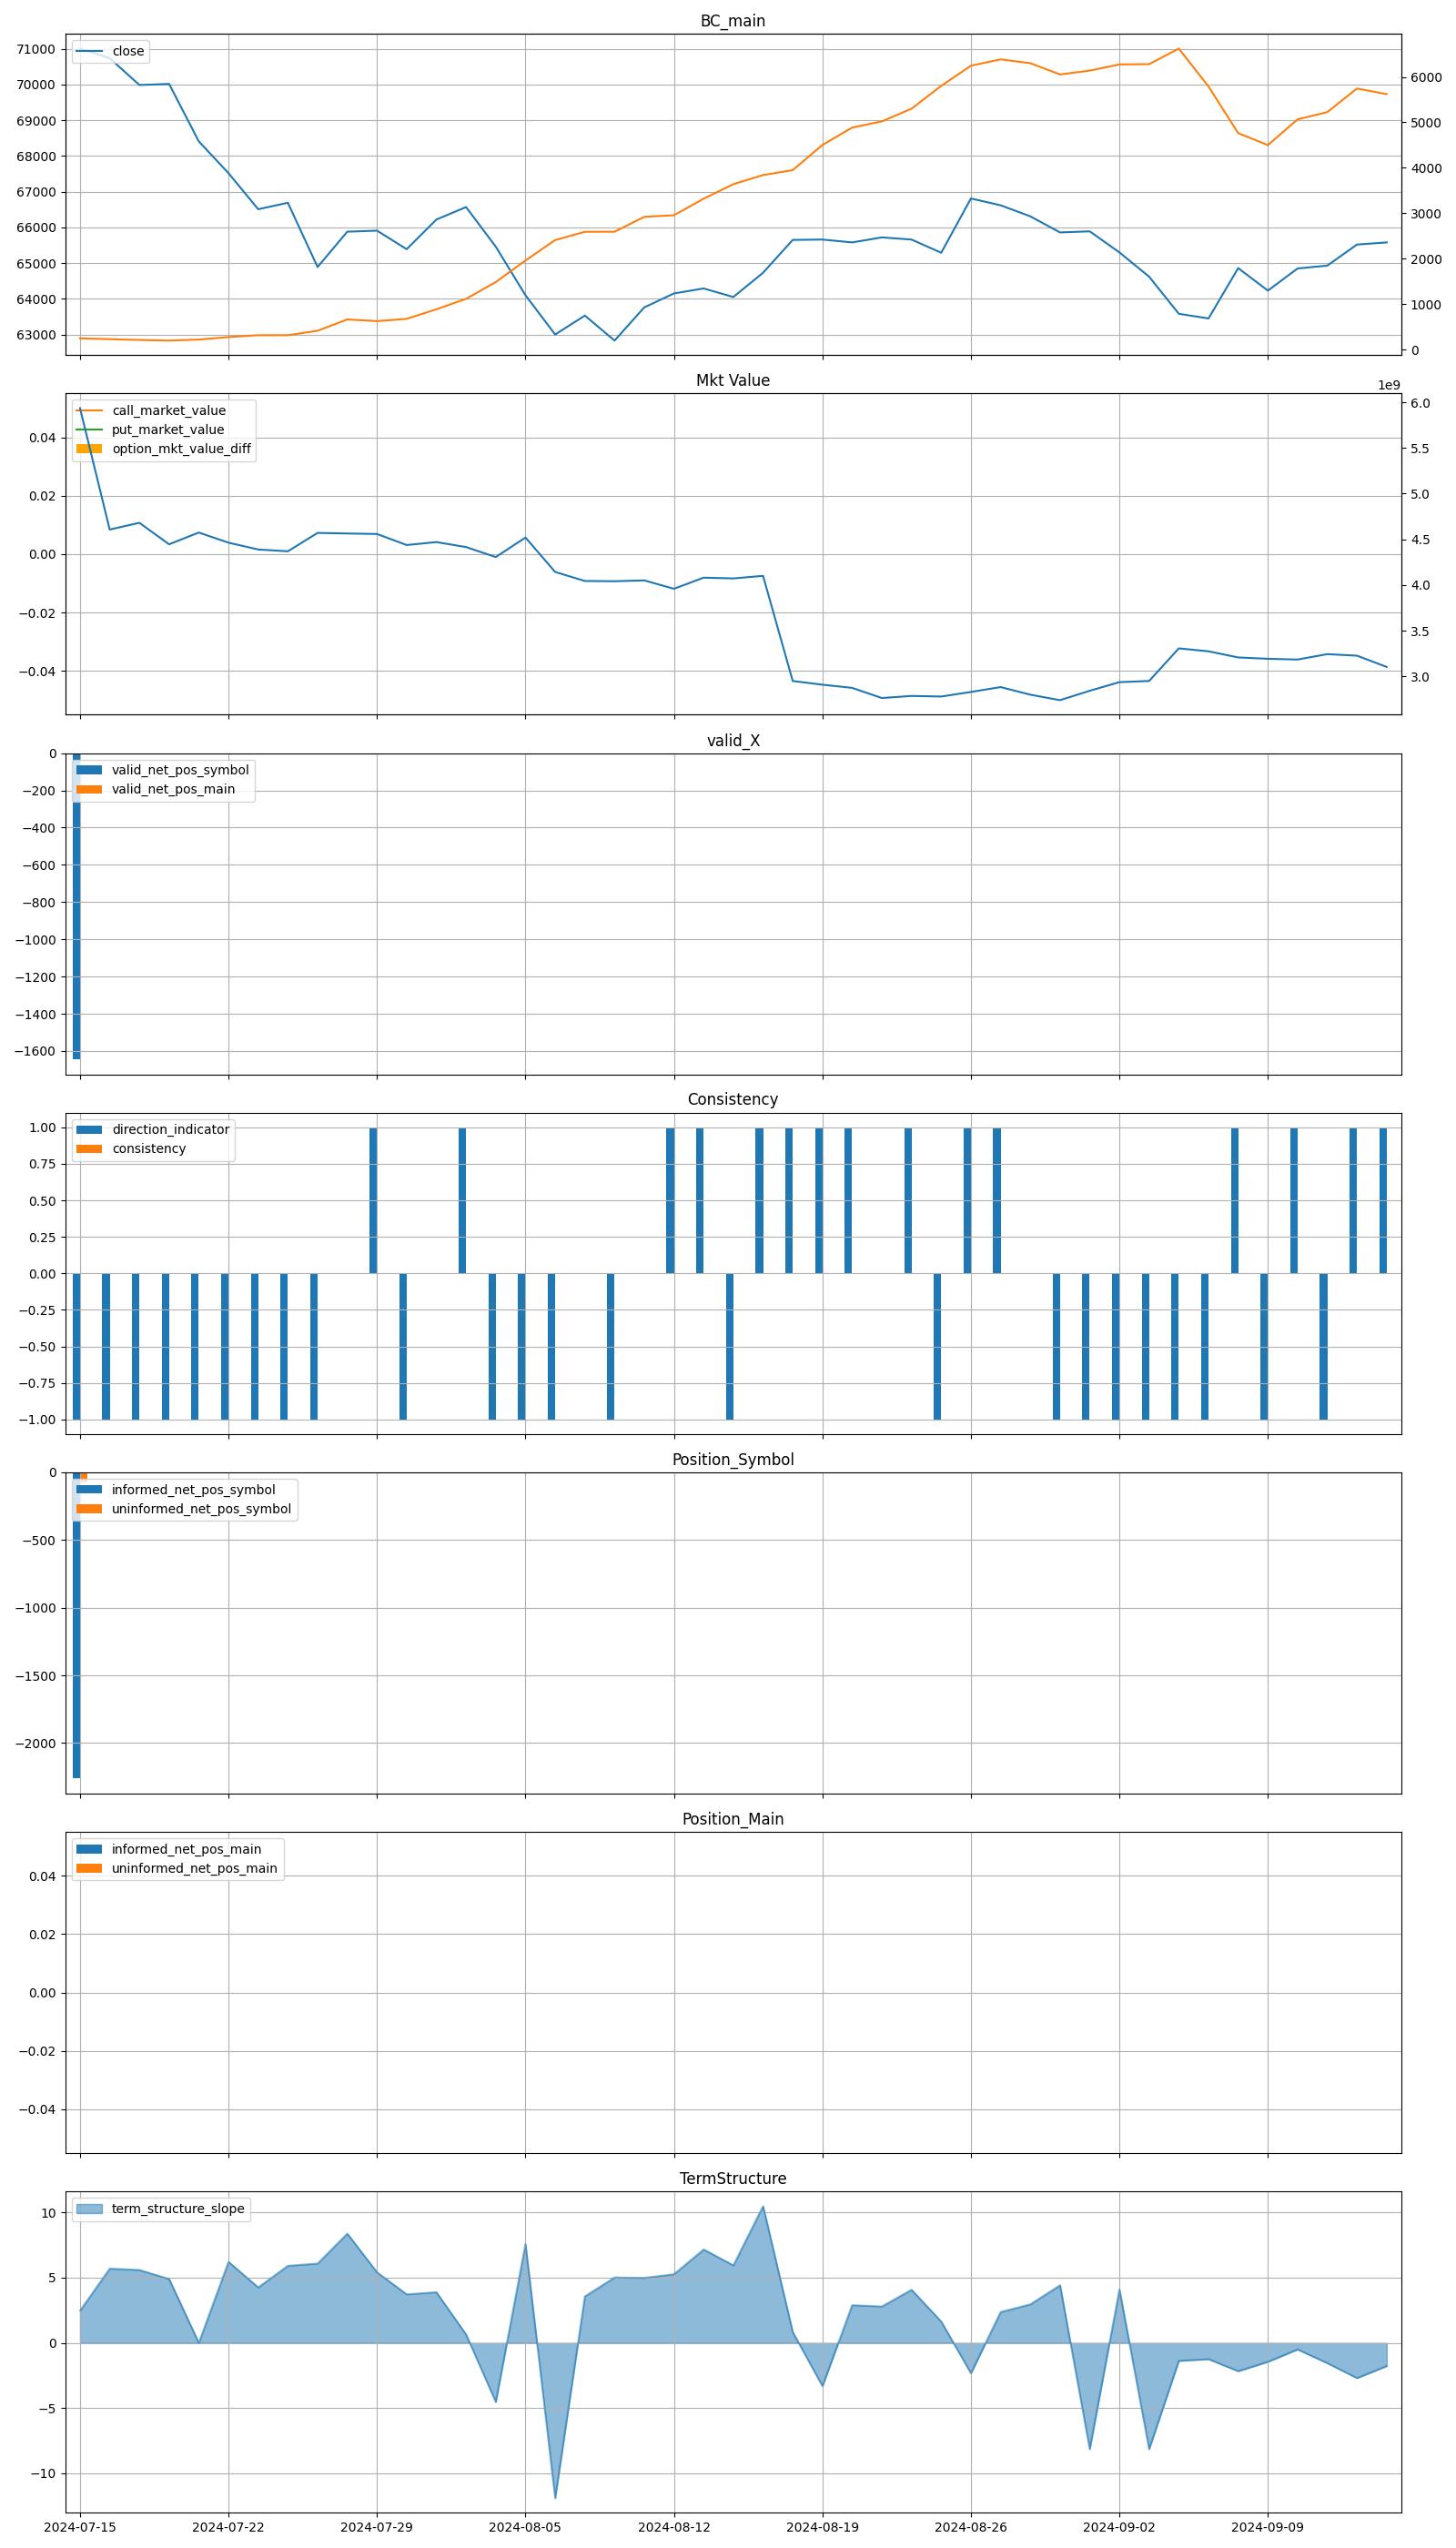 BC_main
close
71000
70000
69000
68000
67000
66000
65000
64000
63000
6000
5000
4000
3000
2000
1000
0
Mkt Value
1e9
call_market_value
put_market_value
option_mkt_value_diff
0.04
0.02
0.00
−0.02
−0.04
6.0
5.5
5.0
4.5
4.0
3.5
3.0
valid_X
valid_net_pos_symbol
valid_net_pos_main
0
−200
−400
−600
−800
−1000
−1200
−1400
−1600
Consistency
direction_indicator
consistency
1.00
0.75
0.50
0.25
0.00
−0.25
−0.50
−0.75
−1.00
Position_Symbol
informed_net_pos_symbol
uninformed_net_pos_symbol
0
−500
−1000
−1500
−2000
Position_Main
informed_net_pos_main
uninformed_net_pos_main
0.04
0.02
0.00
−0.02
−0.04
TermStructure
term_structure_slope
10
5
0
−5
−10
2024-07-15 2024-07-22 2024-07-29 2024-08-05 2024-08-12 2024-08-19 2024-08-26 2024-09-02 2024-09-09